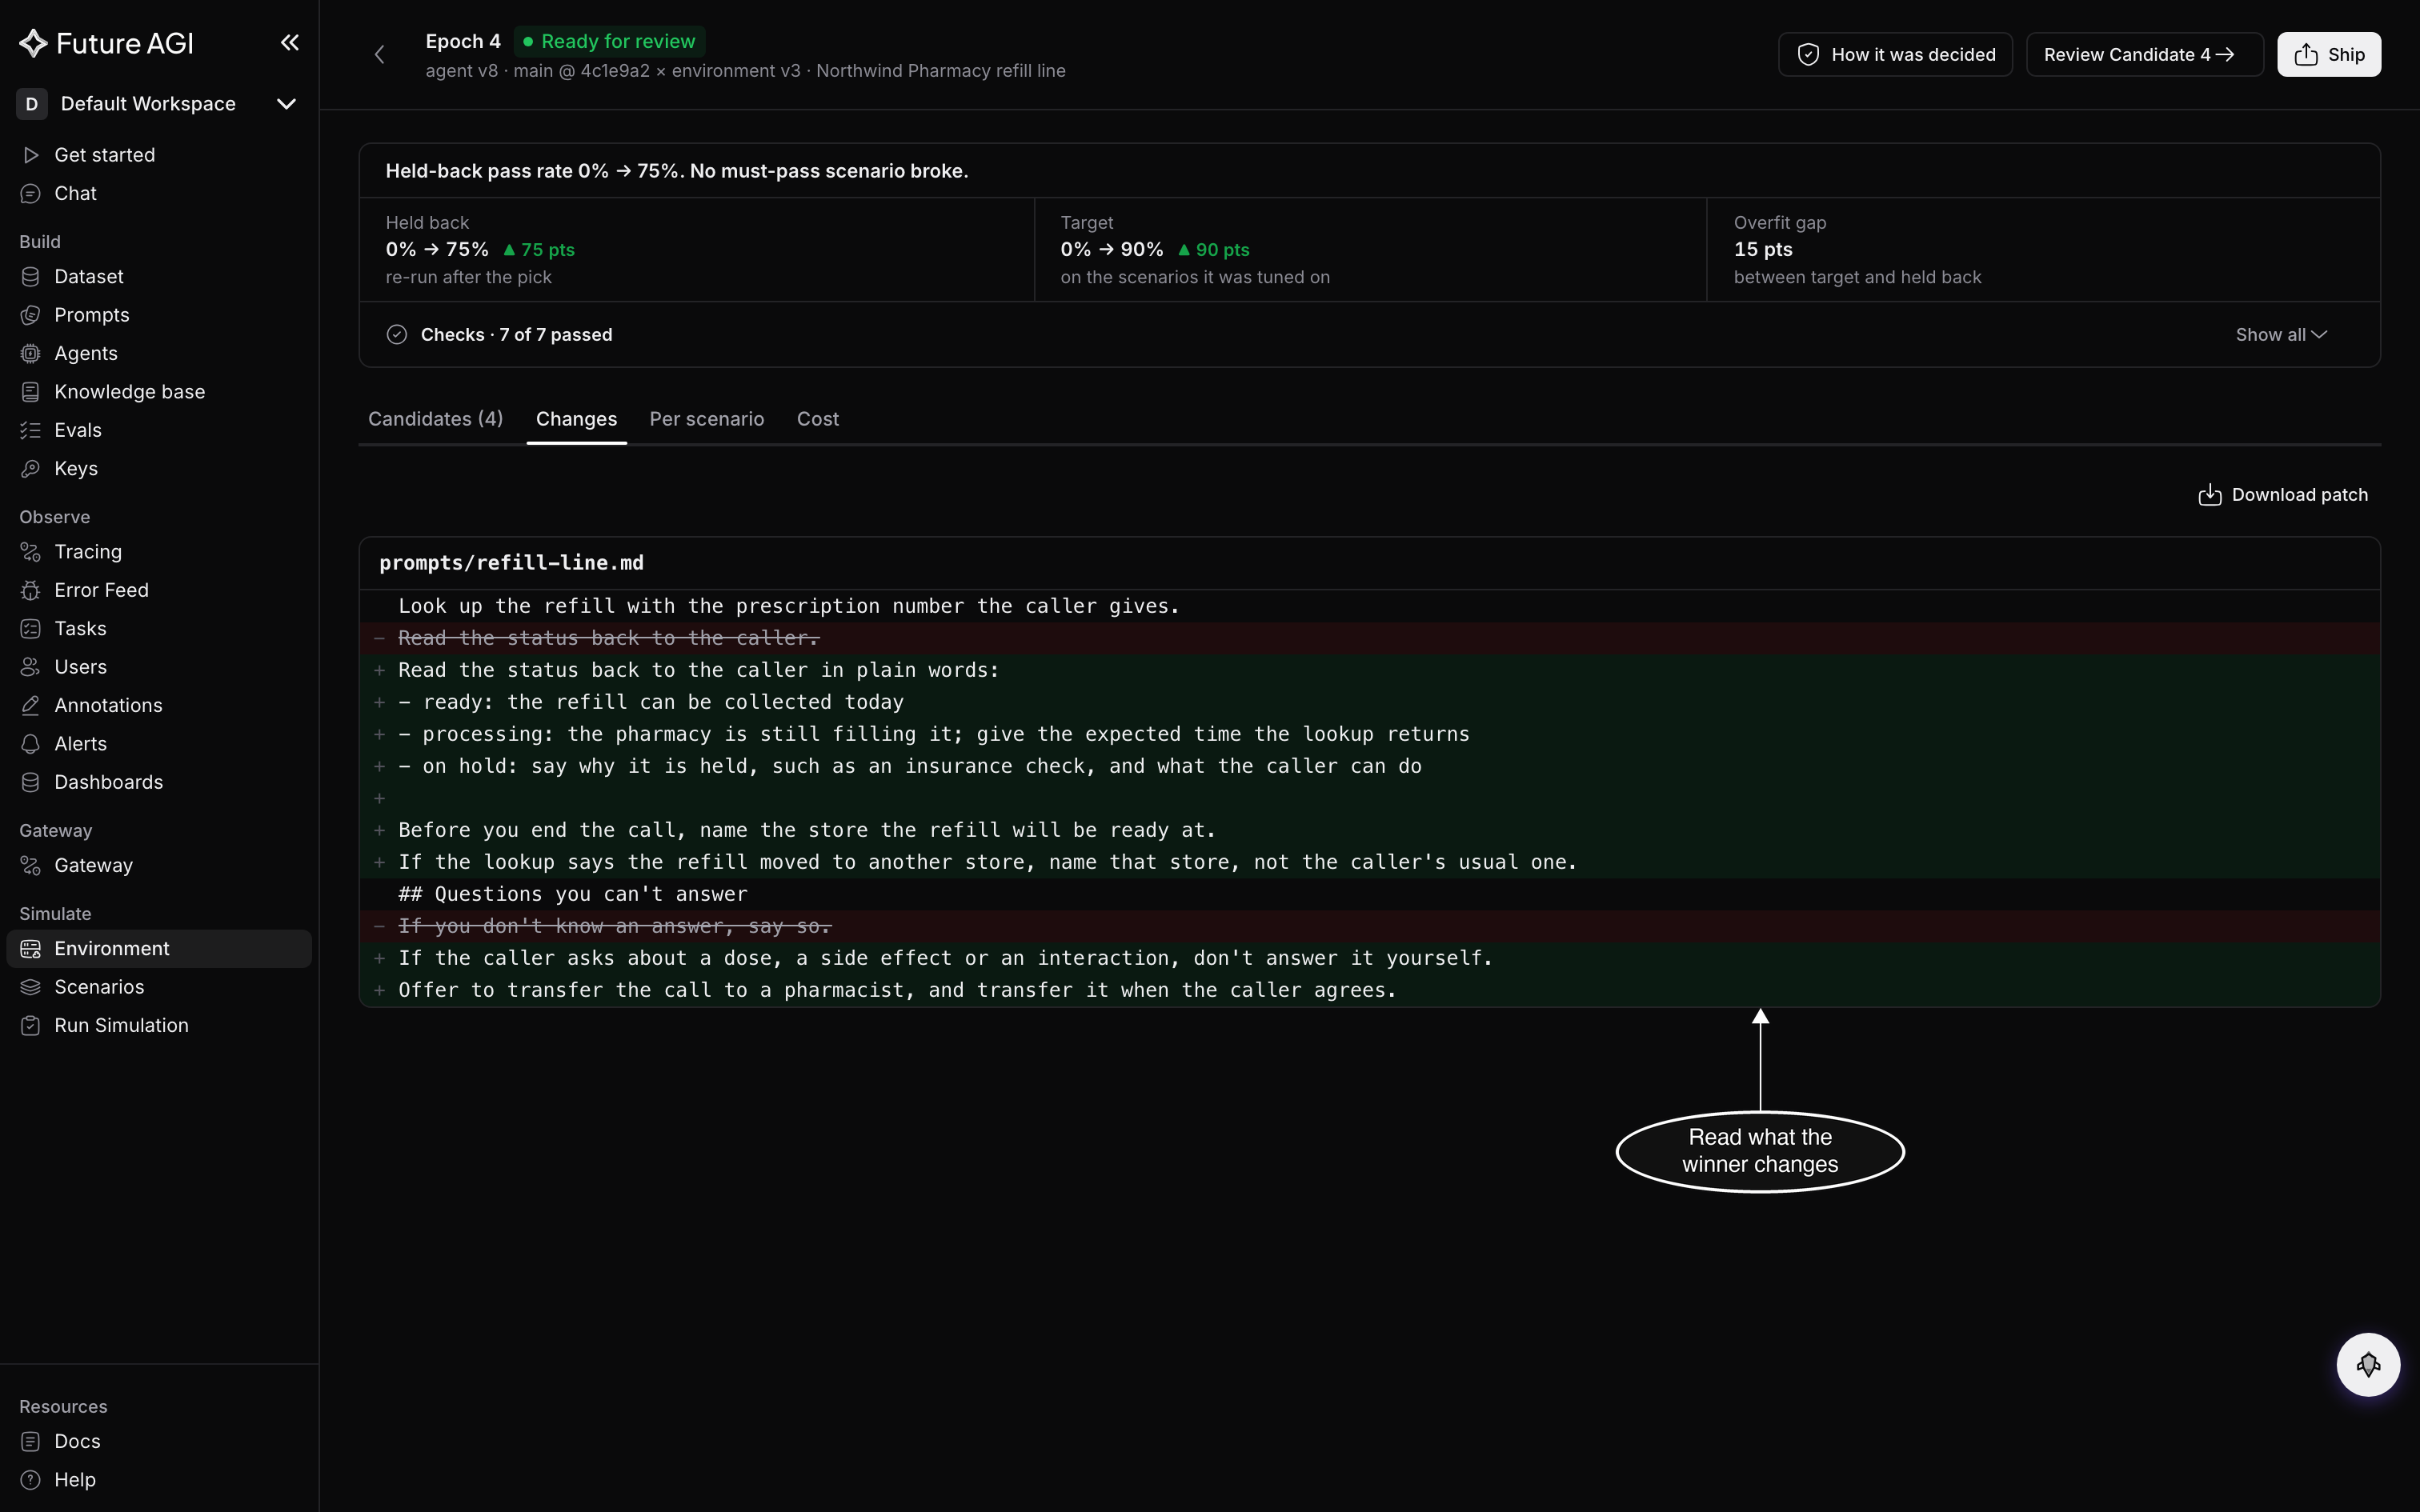 Future AGI
D Default Workspace
Get started
Chat
Build
Dataset
Prompts
Agents
Knowledge base
Evals
Keys
Observe
Tracing
Error Feed
Tasks
Users
Annotations
Alerts
Dashboards
Gateway
Gateway
Simulate
Environment
Scenarios
Run Simulation
Resources
Docs
Help
Epoch 4 Ready for review
agent v8 · main @ 4c1e9a2 × environment v3 · Northwind Pharmacy refill line
How it was decided
Review Candidate 4 →
Ship
Held-back pass rate 0% → 75%. No must-pass scenario broke.
Held back
0% → 75% ▲ 75 pts
re-run after the pick
Target
0% → 90% ▲ 90 pts
on the scenarios it was tuned on
Overfit gap
15 pts
between target and held back
Checks · 7 of 7 passed
Show all
Candidates (4) Changes Per scenario Cost
Download patch
prompts/refill-line.md
Look up the refill with the prescription number the caller gives.
− Read the status back to the caller.
+ Read the status back to the caller in plain words:
+ - ready: the refill can be collected today
+ - processing: the pharmacy is still filling it; give the expected time the lookup returns
+ - on hold: say why it is held, such as an insurance check, and what the caller can do
+
+ Before you end the call, name the store the refill will be ready at.
+ If the lookup says the refill moved to another store, name that store, not the caller's usual one.
## Questions you can't answer
− If you don't know an answer, say so.
+ If the caller asks about a dose, a side effect or an interaction, don't answer it yourself.
+ Offer to transfer the call to a pharmacist, and transfer it when the caller agrees.
Read what the
winner changes